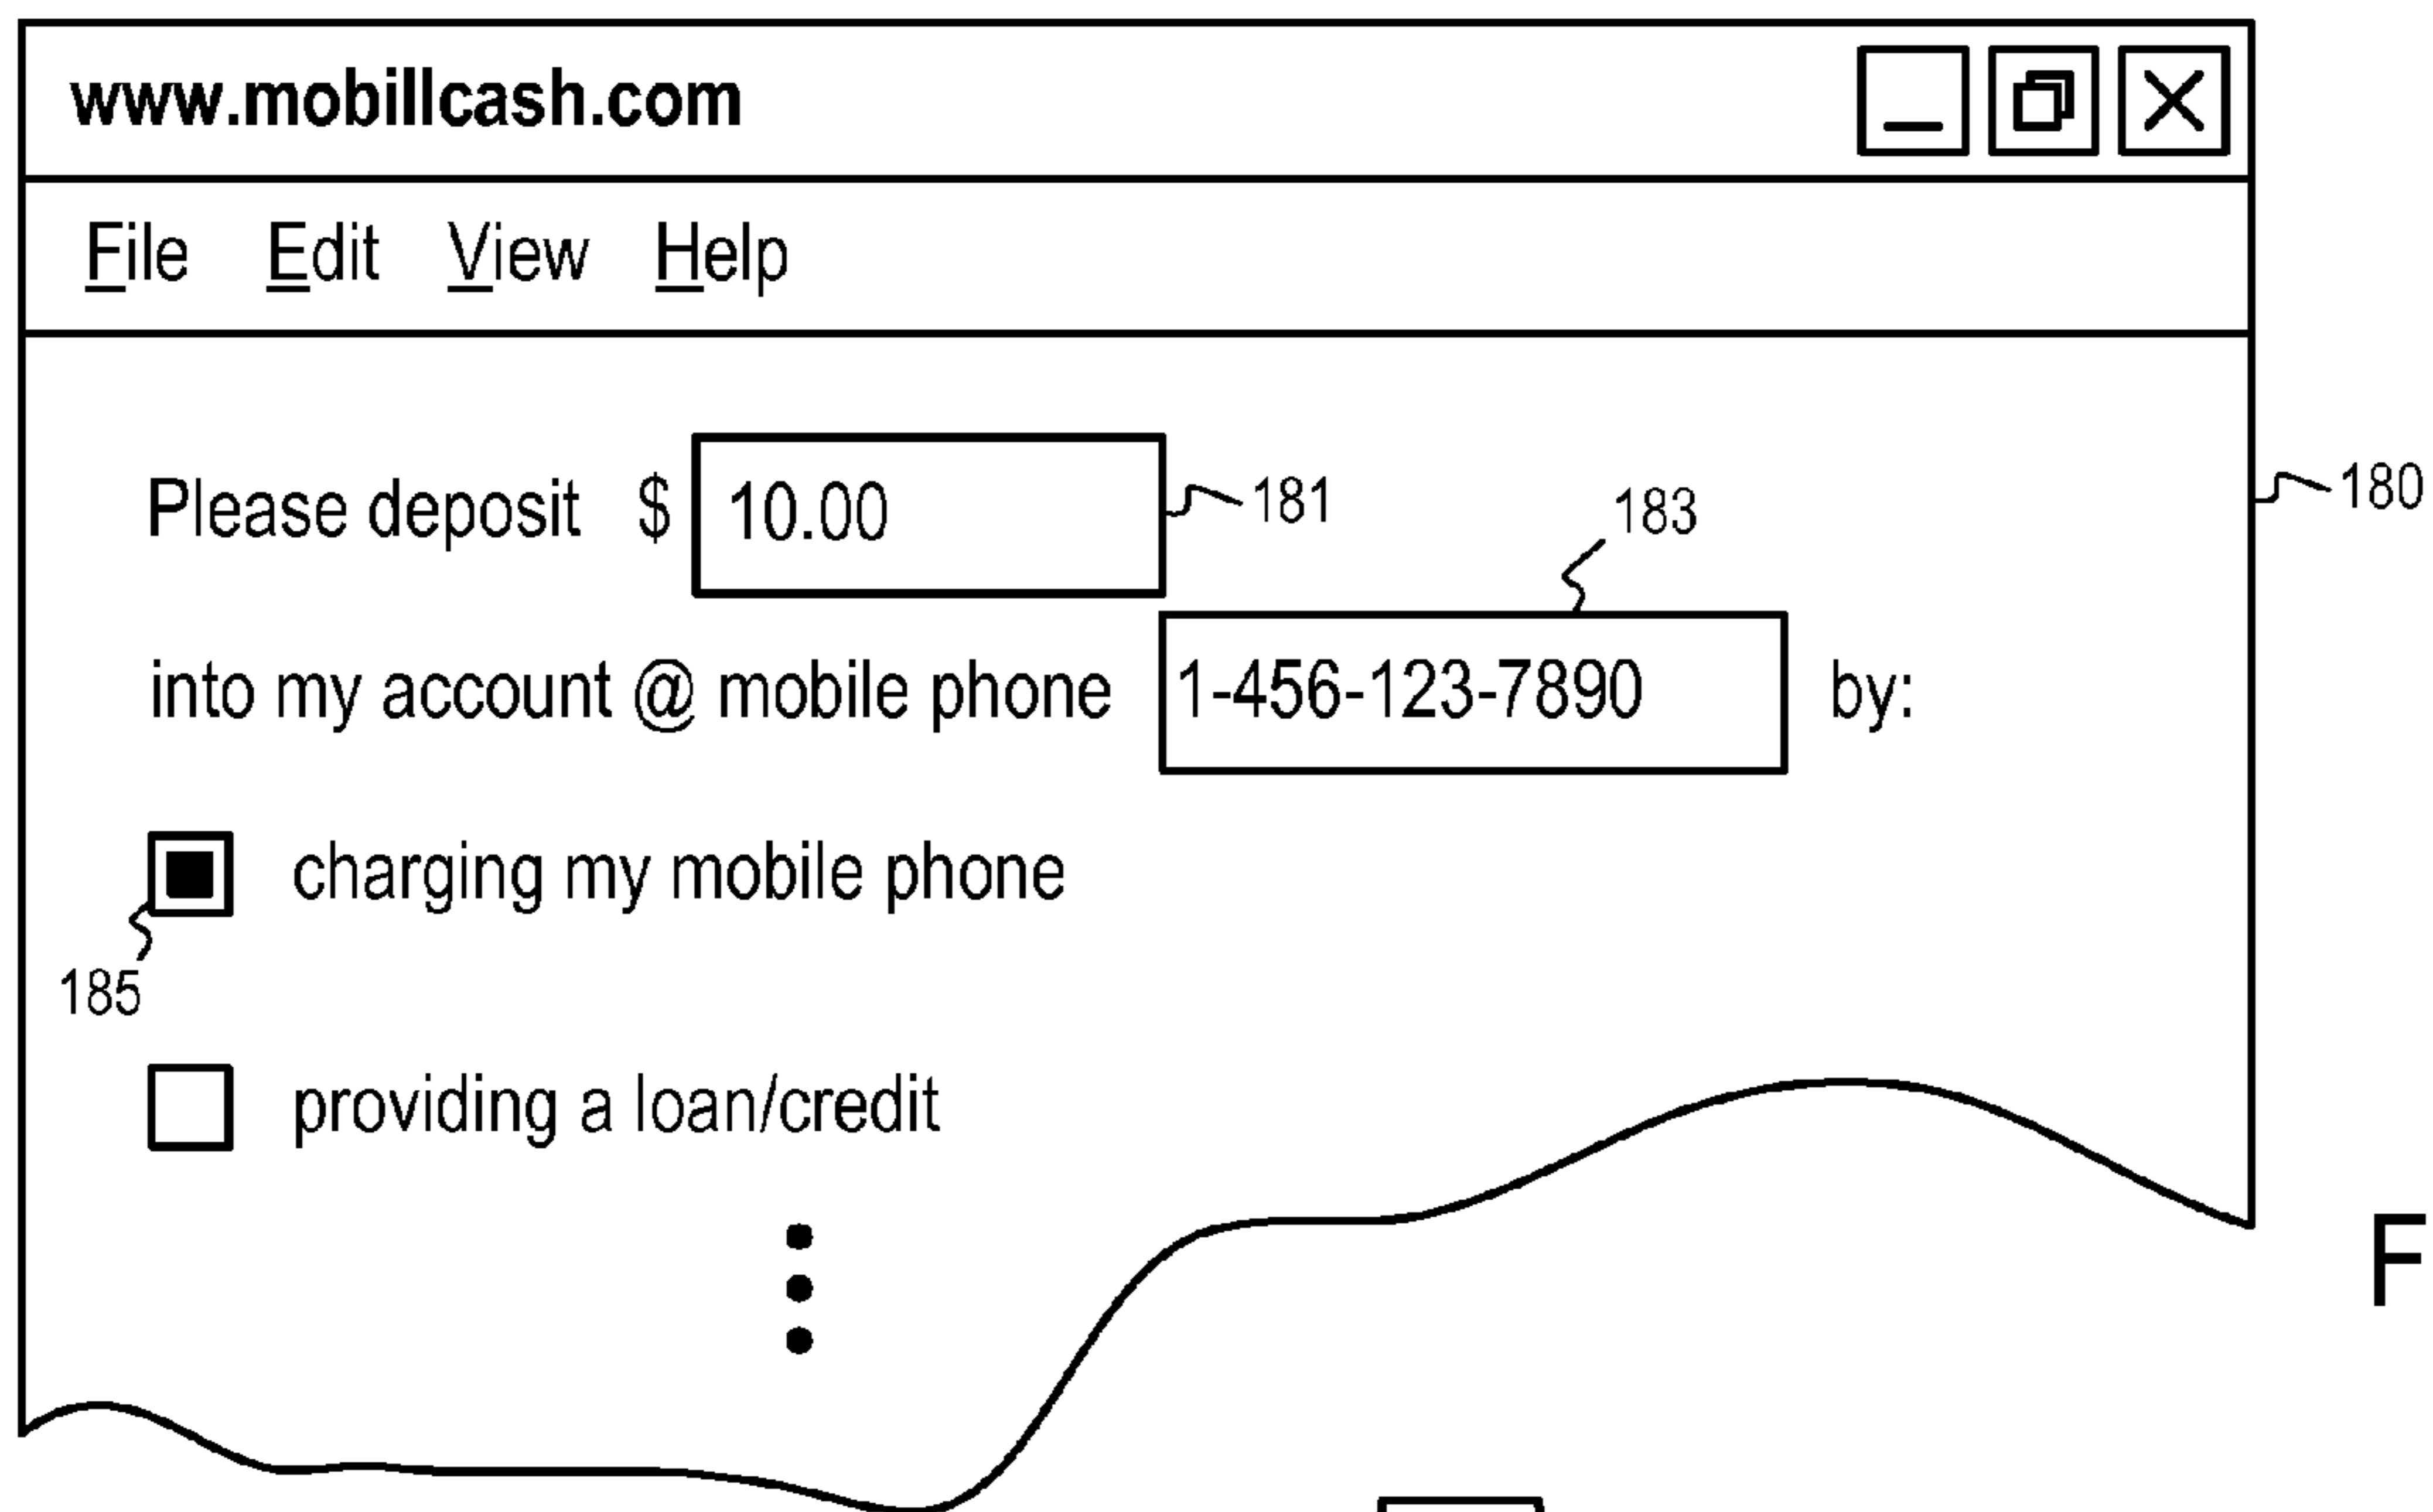 www.mobillcash.com
File Edit View Help
Please deposit $ 10.00
181
183
180
into my account @ mobile phone 1-456-123-7890 by:
charging my mobile phone
185
providing a loan/credit
F